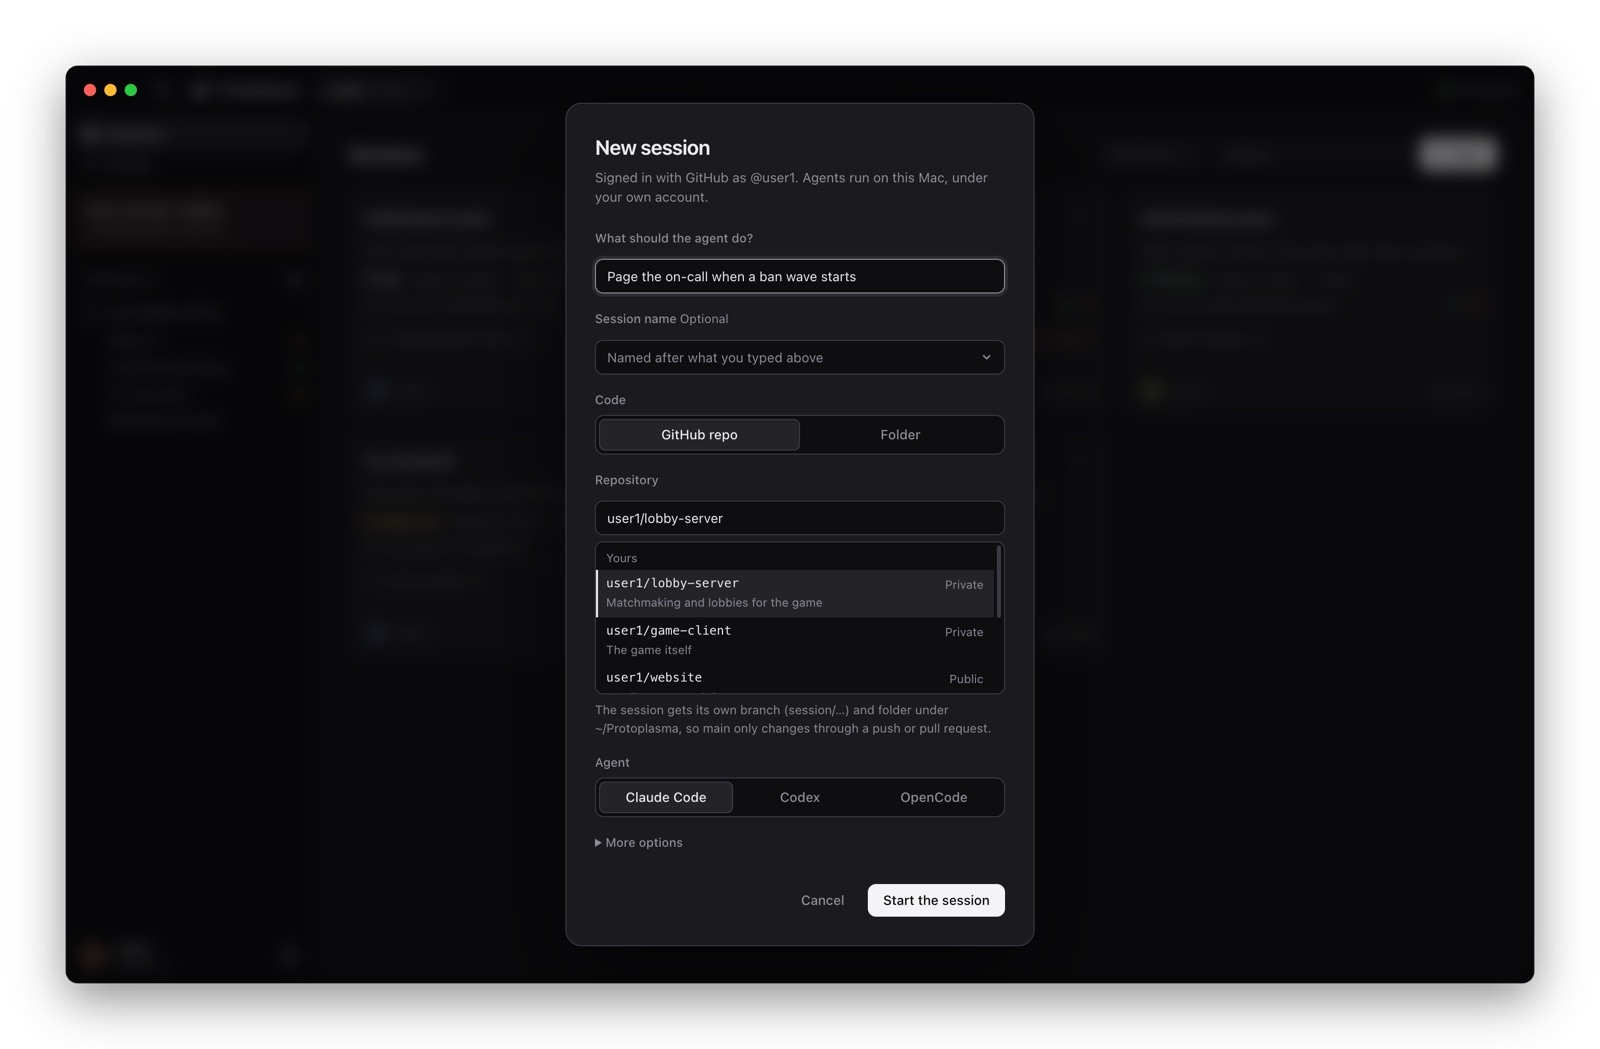 New session
Signed in with GitHub as @user1. Agents run on this Mac, under
your own account.
What should the agent do?
Page the on-call when a ban wave starts
Session name Optional
Named after what you typed above
Code
GitHub repo
Folder
Repository
user1/lobby-server
Yours
user1/lobby-server
Private
Matchmaking and lobbies for the game
user1/game-client
Private
The game itself
user1/website
Public
The session gets its own branch (session/...) and folder under
~/Protoplasma, so main only changes through a push or pull request.
Agent
Claude Code
Codex
OpenCode
More options
Cancel
Start the session